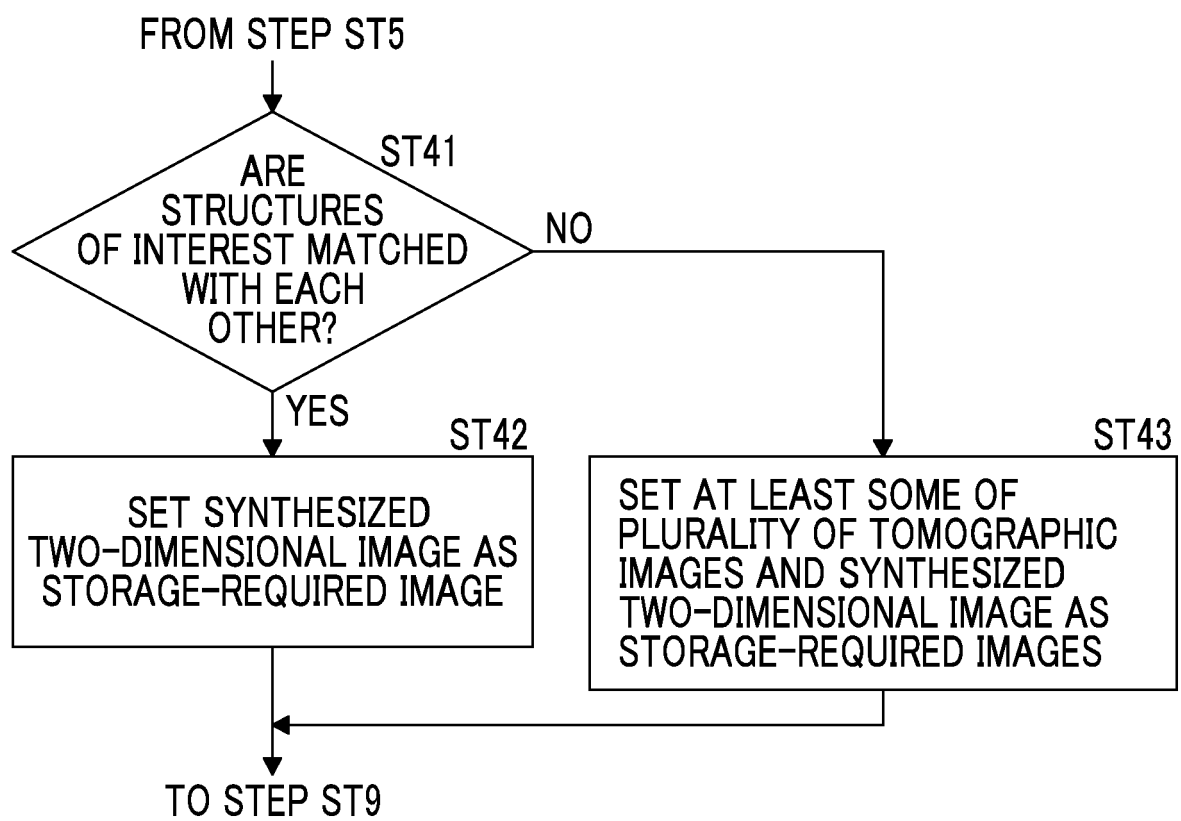 FROM STEP ST5
ST41
ARE
STRUCTURES
OF INTEREST MATCHED
WITH EACH
OTHER?
NO
YES
ST42
SET SYNTHESIZED
TWO-DIMENSIONAL IMAGE AS
STORAGE-REQUIRED IMAGE
ST43
SET AT LEAST SOME OF
PLURALITY OF TOMOGRAPHIC
IMAGES AND SYNTHESIZED
TWO-DIMENSIONAL IMAGE AS
STORAGE-REQUIRED IMAGES
TO STEP ST9